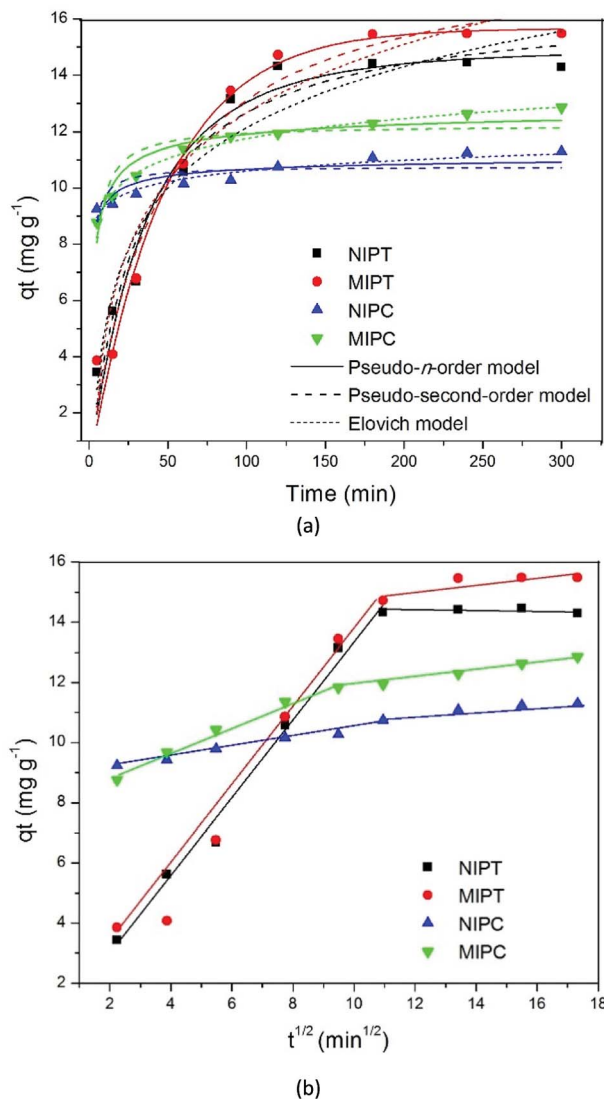 16
14
12
10
8
6
4
2
qt (mg g-1)
NIPT
MIPT
NIPC
MIPC
Pseudo-n-order model
Pseudo-second-order model
Elovich model
0 50 100 150 200 250 300
Time (min)
(a)
16
14
12
10
8
6
4
2
qt (mg g-1)
NIPT
MIPT
NIPC
MIPC
2 4 6 8 10 12 14 16 18
t1/2 (min1/2)
(b)